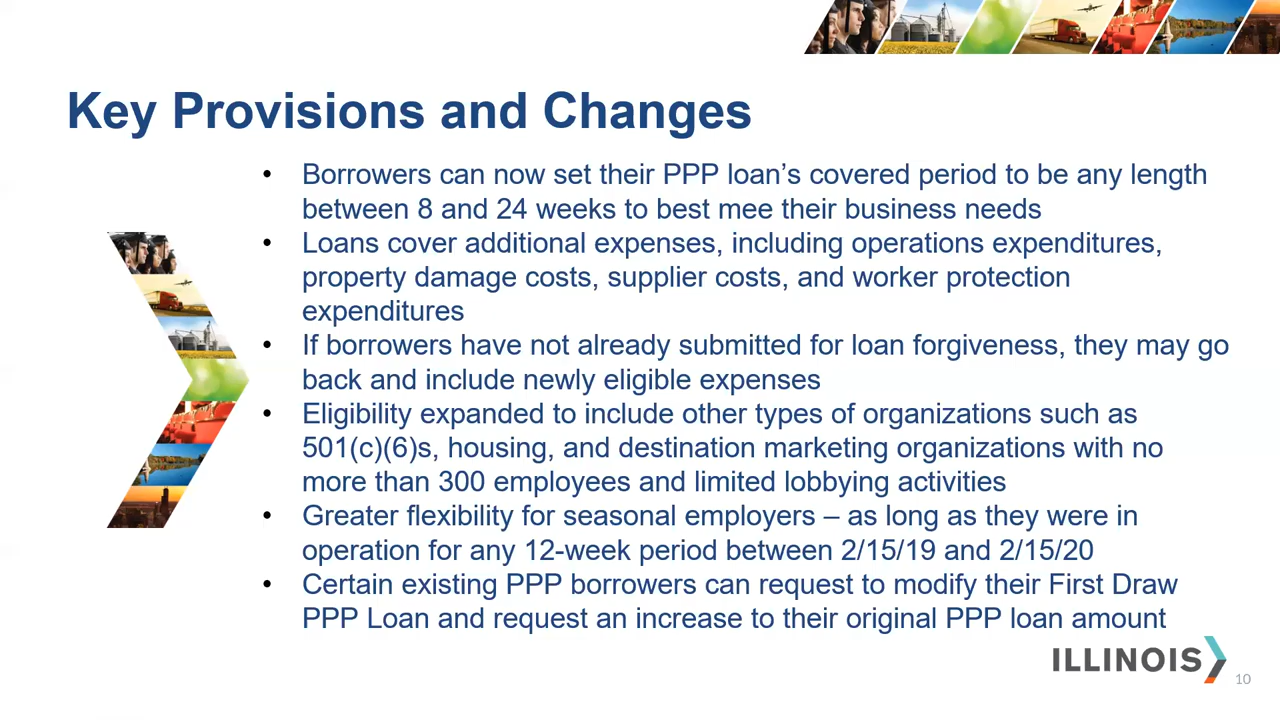 Key Provisions and Changes
• Borrowers can now set their PPP loan’s covered period to be any length
between 8 and 24 weeks to best mee their business needs
• Loans cover additional expenses, including operations expenditures,
property damage costs, supplier costs, and worker protection
expenditures
• If borrowers have not already submitted for loan forgiveness, they may go
back and include newly eligible expenses
• Eligibility expanded to include other types of organizations such as
501(c)(6)s, housing, and destination marketing organizations with no
more than 300 employees and limited lobbying activities
• Greater flexibility for seasonal employers – as long as they were in
operation for any 12-week period between 2/15/19 and 2/15/20
• Certain existing PPP borrowers can request to modify their First Draw
PPP Loan and request an increase to their original PPP loan amount
ILLINOIS
10